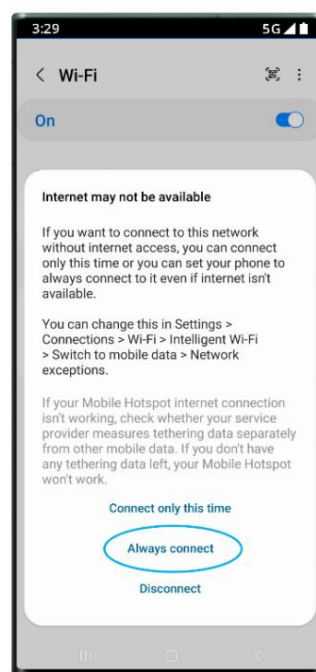 3:29 5G
Wi-Fi
On
Internet may not be available
If you want to connect to this network
without internet access, you can connect
only this time or you can set your phone to
always connect to it even if internet isn't
available.
You can change this in Settings >
Connections > Wi-Fi > Intelligent Wi-Fi
> Switch to mobile data > Network
exceptions.
If your Mobile Hotspot internet connection
isn't working, check whether your service
provider measures tethering data separately
from other mobile data. If you don't have
any tethering data left, your Mobile Hotspot
won't work.
Connect only this time
Always connect
Disconnect